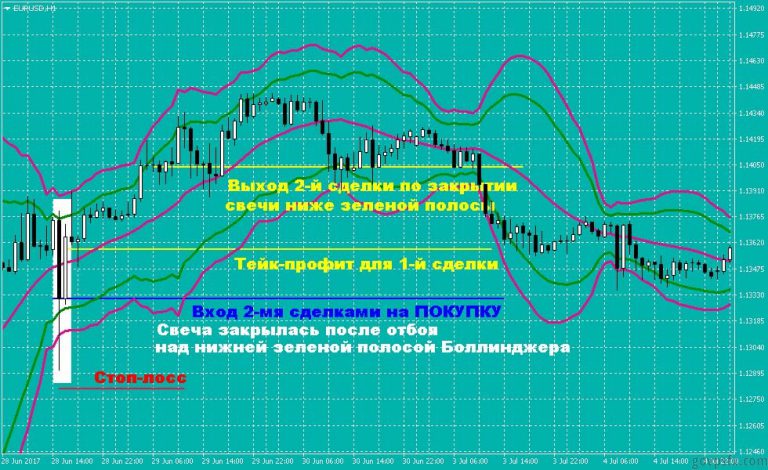 EURUSD,H1
1.14920
1.14775
1.14630
1.14485
1.14340
1.14195
1.14050
1.13910
1.13765
1.13620
1.13475
1.13330
1.13185
1.13040
1.12895
1.12750
1.12605
1.12460
Выход 2-й сделки по закрытии
свечи ниже зеленой полосы
Тейк-профит для 1-й сделки
Вход 2-мя сделками на ПОКУПКУ
Свеча закрылась после отбоя
над нижней зеленой полосой Боллинджера
Стоп-лосс
28 Jun 2017 28 Jun 14:00 28 Jun 22:00 29 Jun 06:00 29 Jun 14:00 29 Jun 22:00 30 Jun 06:00 30 Jun 14:00 30 Jun 22:00 3 Jul 06:00 3 Jul 14:00 3 Jul 22:00 4 Jul 06:00 4 Jul 14:00